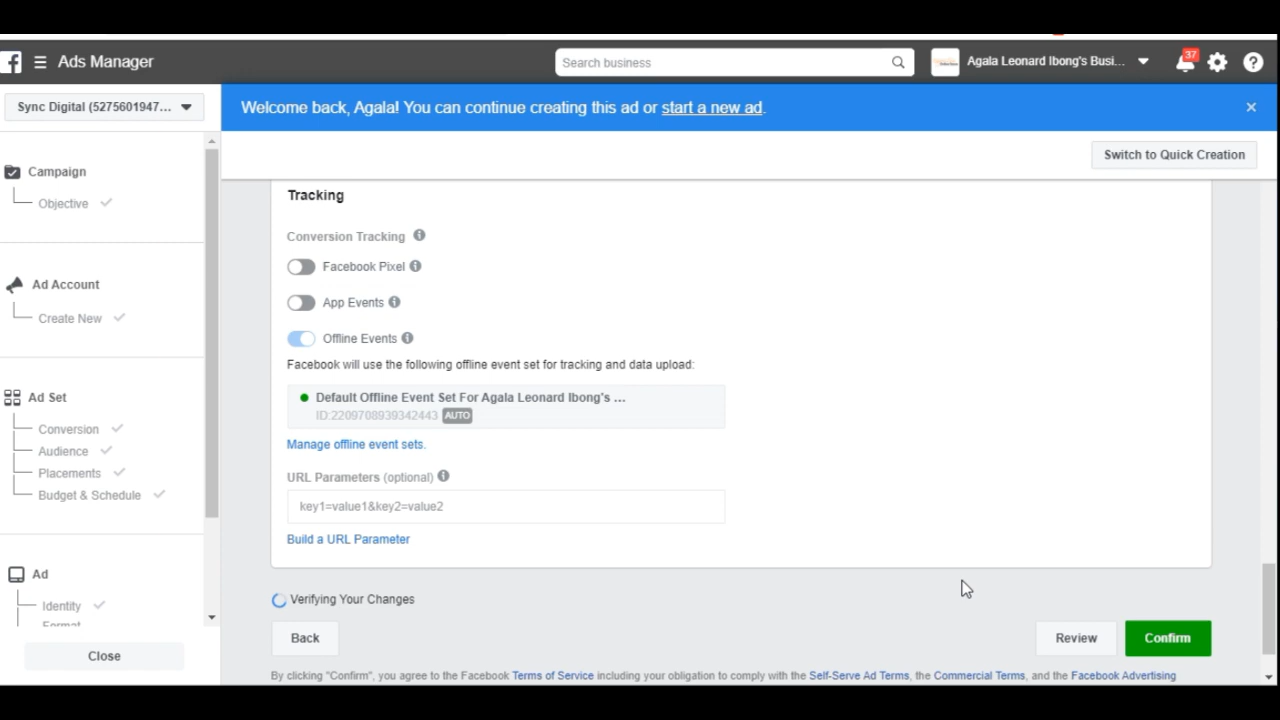 Ads Manager
Search business
Agala Leonard Ibong's Busi...
37
Sync Digital (5275601947...
Welcome back, Agala! You can continue creating this ad or start a new ad.
Switch to Quick Creation
Campaign
Objective
Ad Account
Create New
Ad Set
Conversion
Audience
Placements
Budget & Schedule
Ad
Identity
Format
Close
Tracking
Conversion Tracking
Facebook Pixel
App Events
Offline Events
Facebook will use the following offline event set for tracking and data upload:
Default Offline Event Set For Agala Leonard Ibong's ...
ID:2209708939342443 AUTO
Manage offline event sets.
URL Parameters (optional)
key1=value1&key2=value2
Build a URL Parameter
Verifying Your Changes
Back
Review
Confirm
By clicking "Confirm", you agree to the Facebook Terms of Service including your obligation to comply with the Self-Serve Ad Terms, the Commercial Terms, and the Facebook Advertising